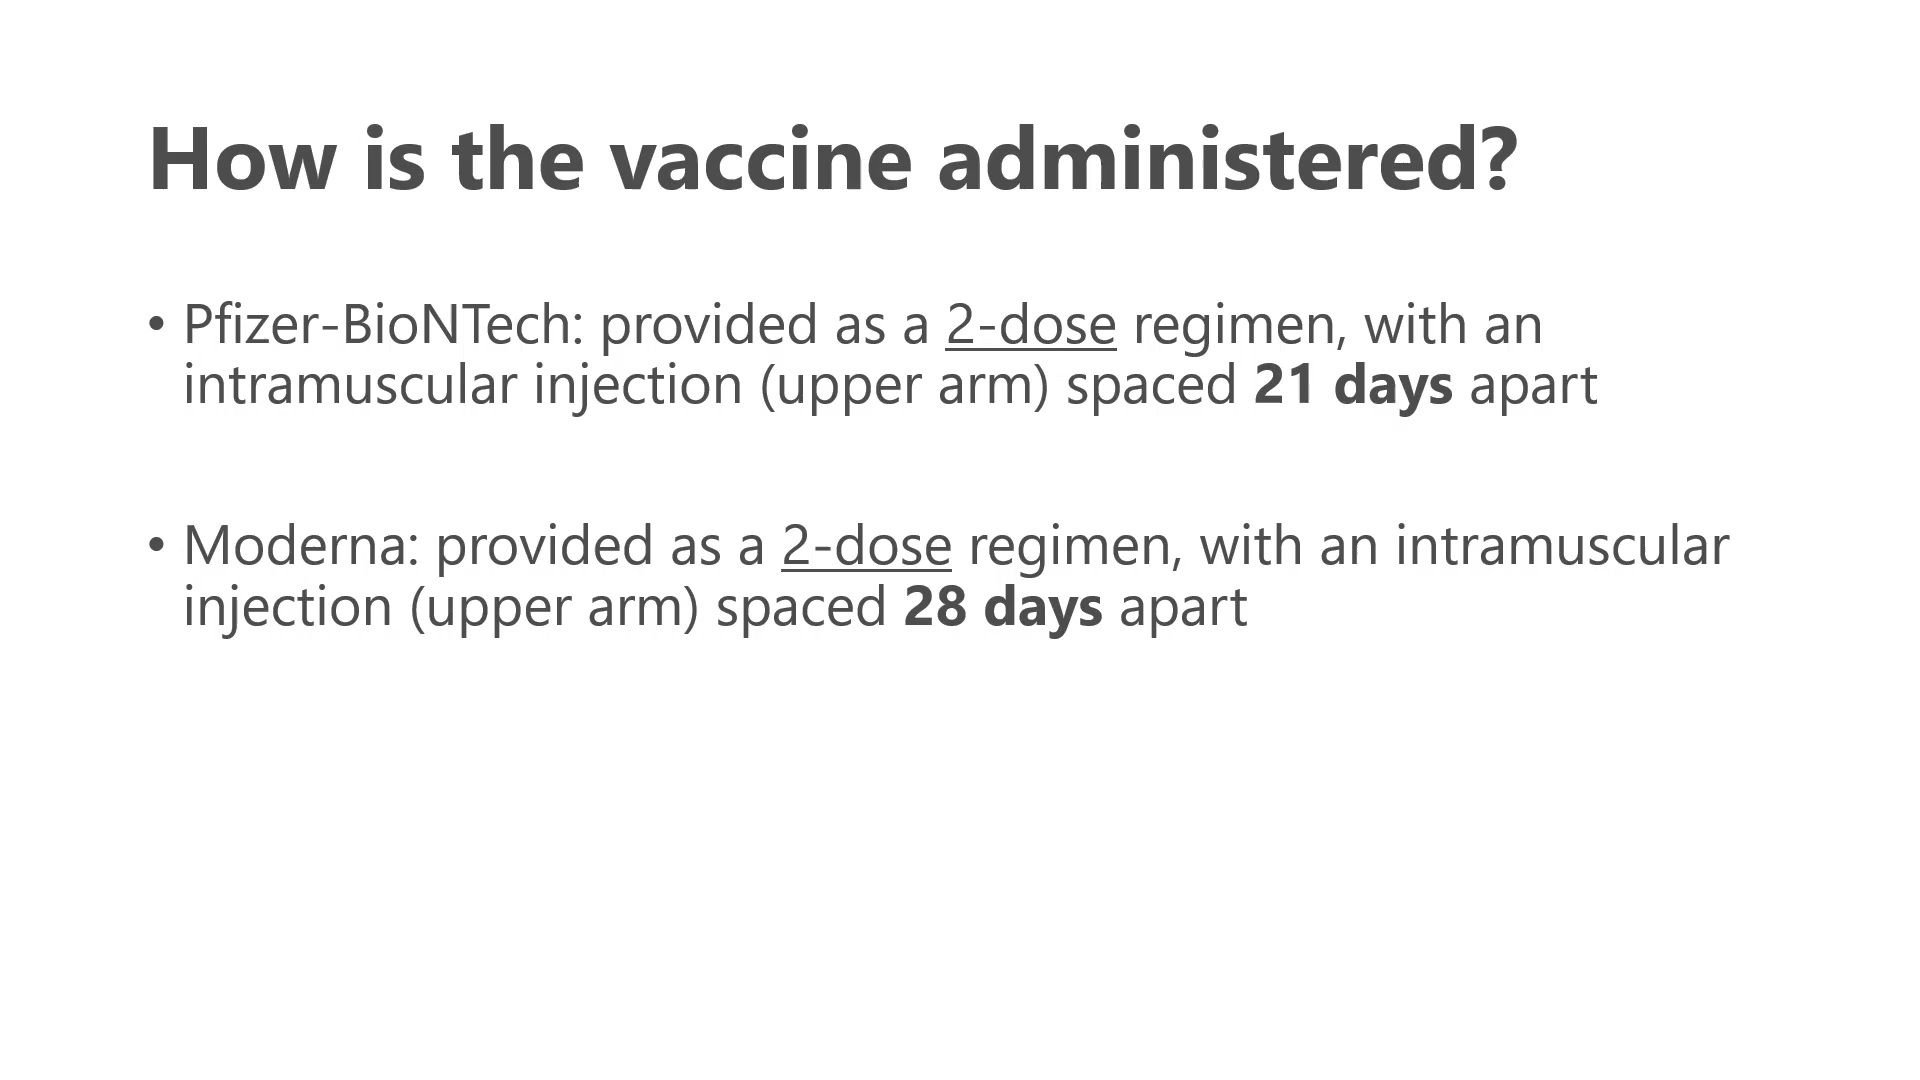 How is the vaccine administered?
• Pfizer-BioNTech: provided as a 2-dose regimen, with an
intramuscular injection (upper arm) spaced 21 days apart
• Moderna: provided as a 2-dose regimen, with an intramuscular
injection (upper arm) spaced 28 days apart